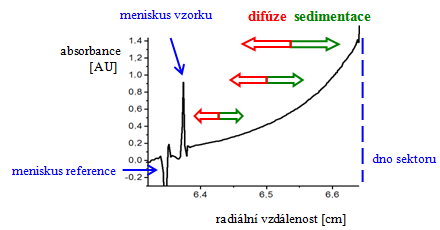 meniskus vzorku
difúze sedimentace
absorbance
[AU]
1.4
1.2
1.0
0.8
0.6
0.4
0.2
0.0
-0.2
meniskus reference
dno sektoru
6.4
6.5
6.6
radiální vzdálenost [cm]